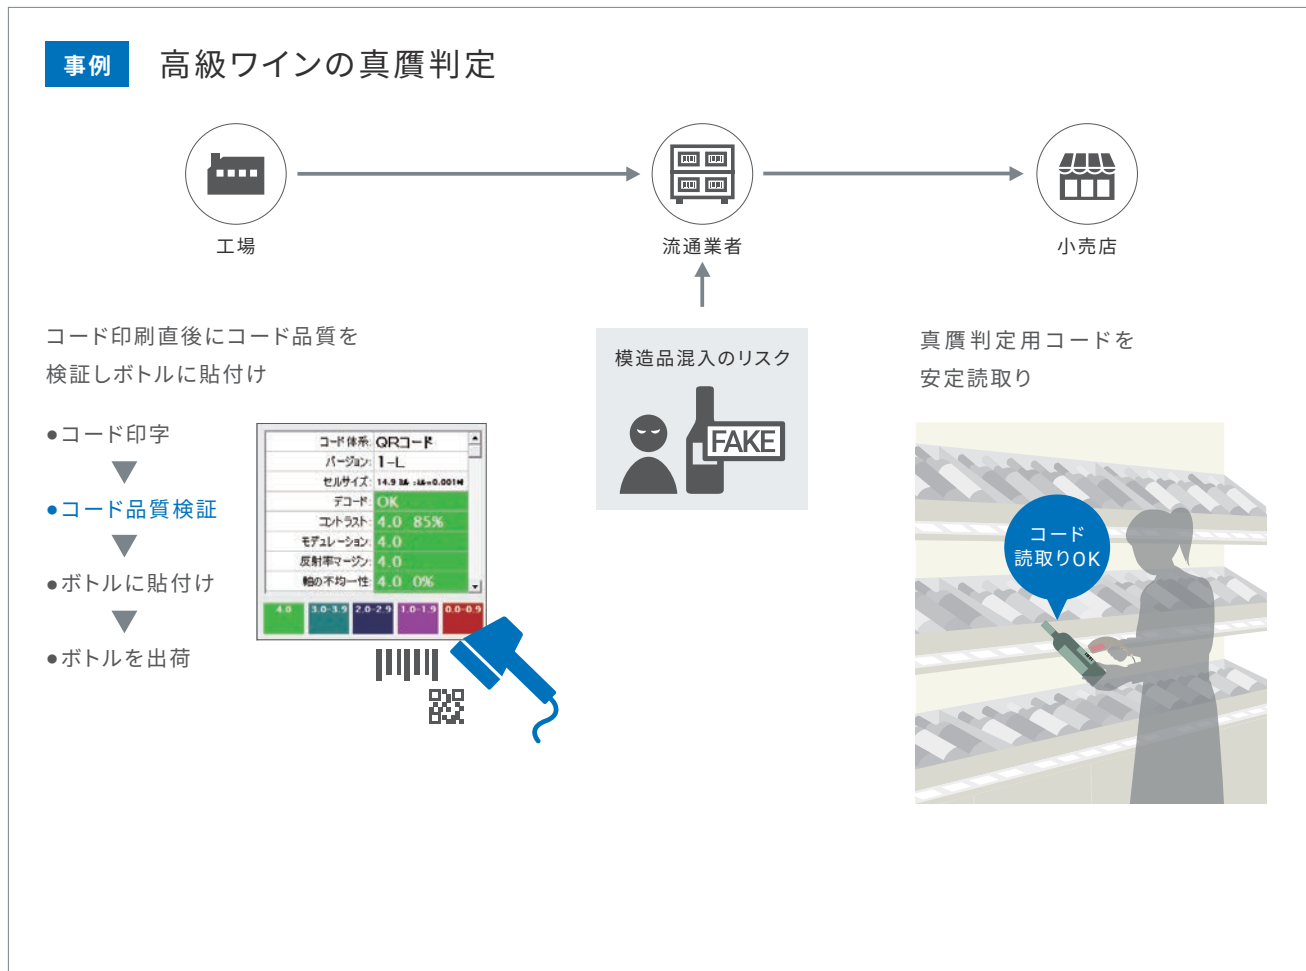 事例
高級ワインの真贋判定
工場
流通業者
小売店
コード印刷直後にコード品質を
検証しボトルに貼付け
●コード印字
●コード品質検証
●ボトルに貼付け
●ボトルを出荷
コード体系: QRコード
バージョン: 1-L
セルサイズ: 14.9
デコード: OK
コントラスト: 4.0 85%
モデュレーション: 4.0
反射率マージン: 4.0
軸の不均一性: 4.0 0%
4.0 3.0-3.9 2.0-2.9 1.0-1.9 0.0-0.9
模造品混入のリスク
FAKE
真贋判定用コードを
安定読取り
コード
読取りOK